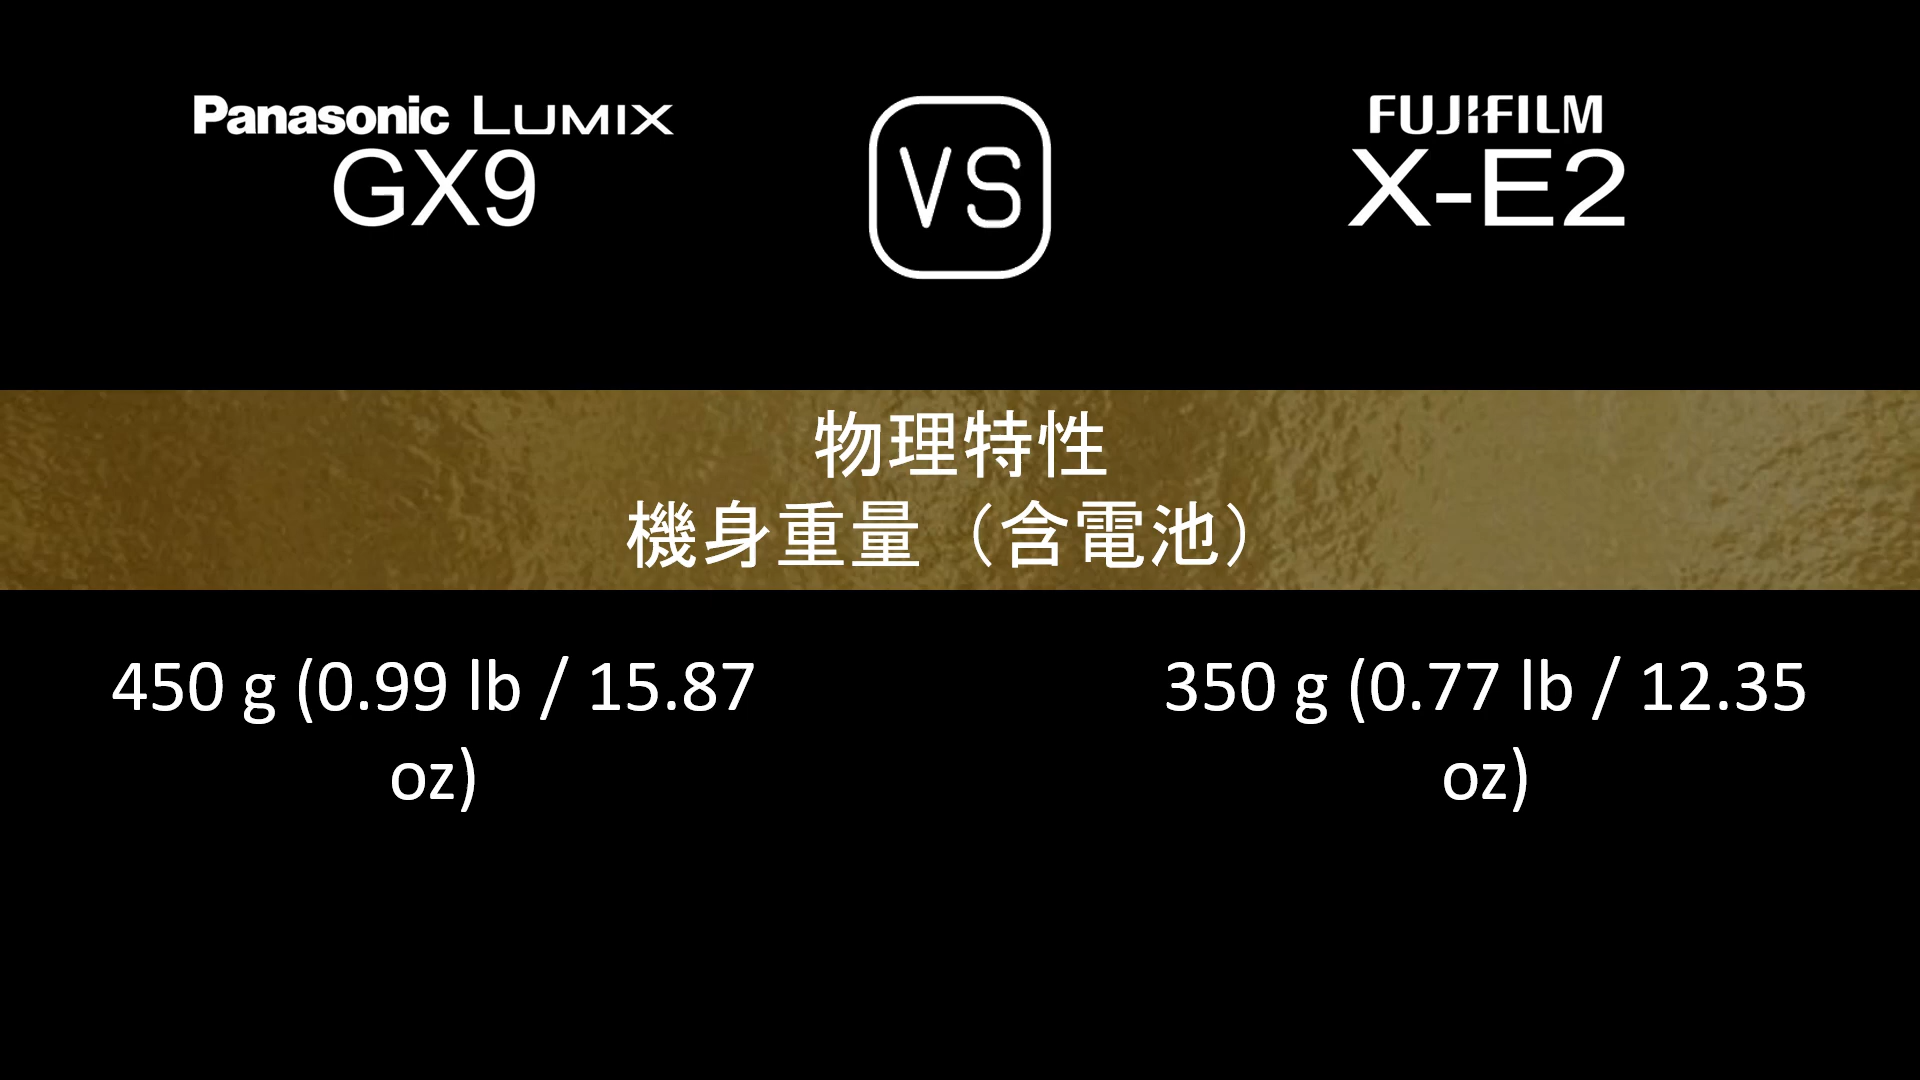 Panasonic LUMIX
GX9
VS
FUJIFILM
X-E2
物理特性
機身重量（含電池）
450 g (0.99 lb / 15.87
oz)
350 g (0.77 lb / 12.35
oz)